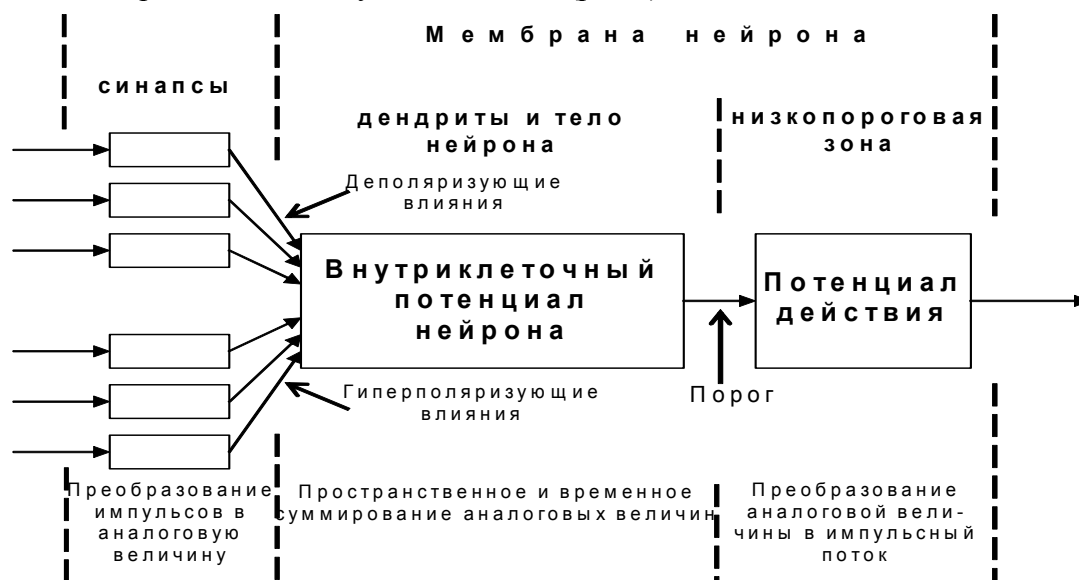 Мембрана нейрона
синапсы
дендриты и тело
нейрона
низкопороговая
зона
Деполяризующие
влияния
Внутриклеточный
потенциал
нейрона
Потенциал
действия
Гиперполяризующие
влияния
Порог
Преобразование
импульсов в
аналоговую
величину
Пространственное и временное
суммирование аналоговых величин
Преобразование
аналоговой вели-
чины в импульсный
поток